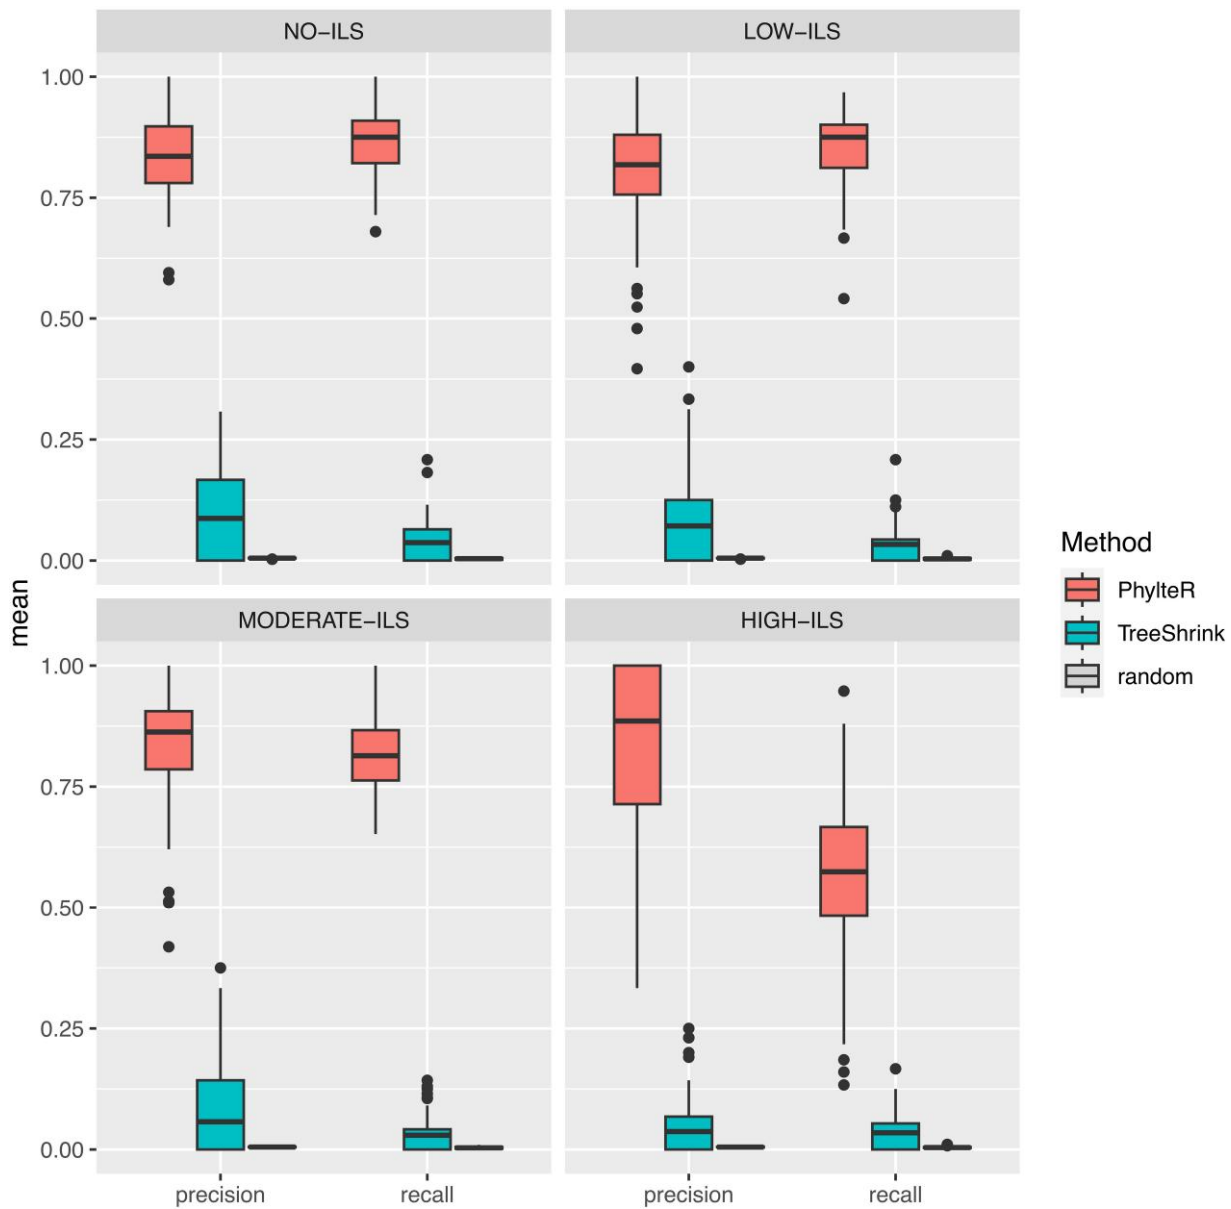 NO−ILS
LOW−ILS
1.00
0.75
0.50
0.25
0.00
MODERATE−ILS
HIGH−ILS
1.00
0.75
0.50
0.25
0.00
mean
precision
recall
precision
recall
Method
PhylteR
TreeShrink
random